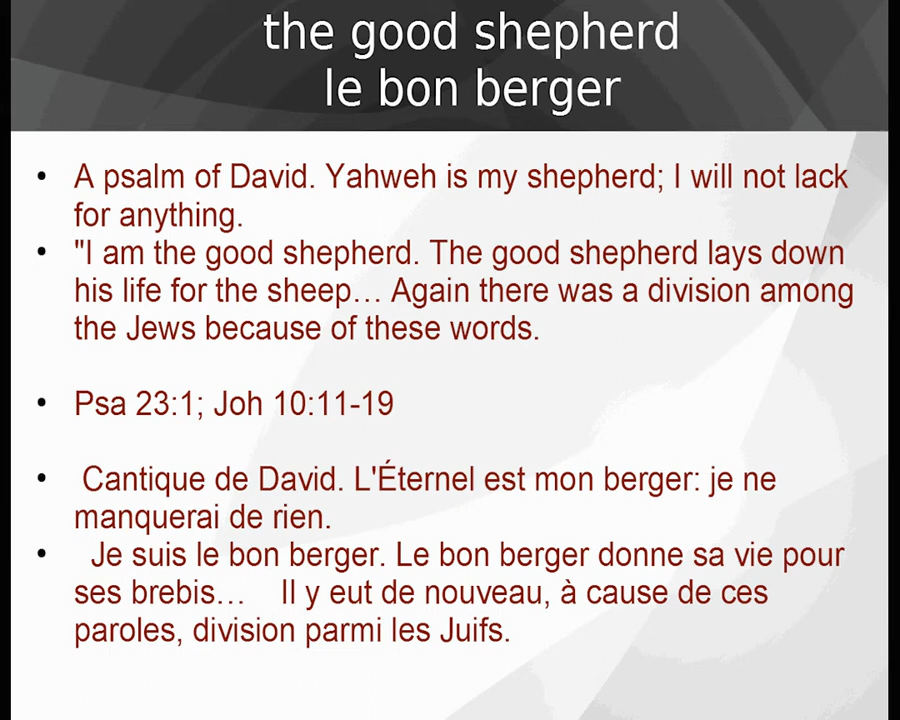 the good shepherd
le bon berger
• A psalm of David. Yahweh is my shepherd; I will not lack
for anything.
• "I am the good shepherd. The good shepherd lays down
his life for the sheep… Again there was a division among
the Jews because of these words.
• Psa 23:1; Joh 10:11-19
• Cantique de David. L'Éternel est mon berger: je ne
manquerai de rien.
• Je suis le bon berger. Le bon berger donne sa vie pour
ses brebis… Il y eut de nouveau, à cause de ces
paroles, division parmi les Juifs.